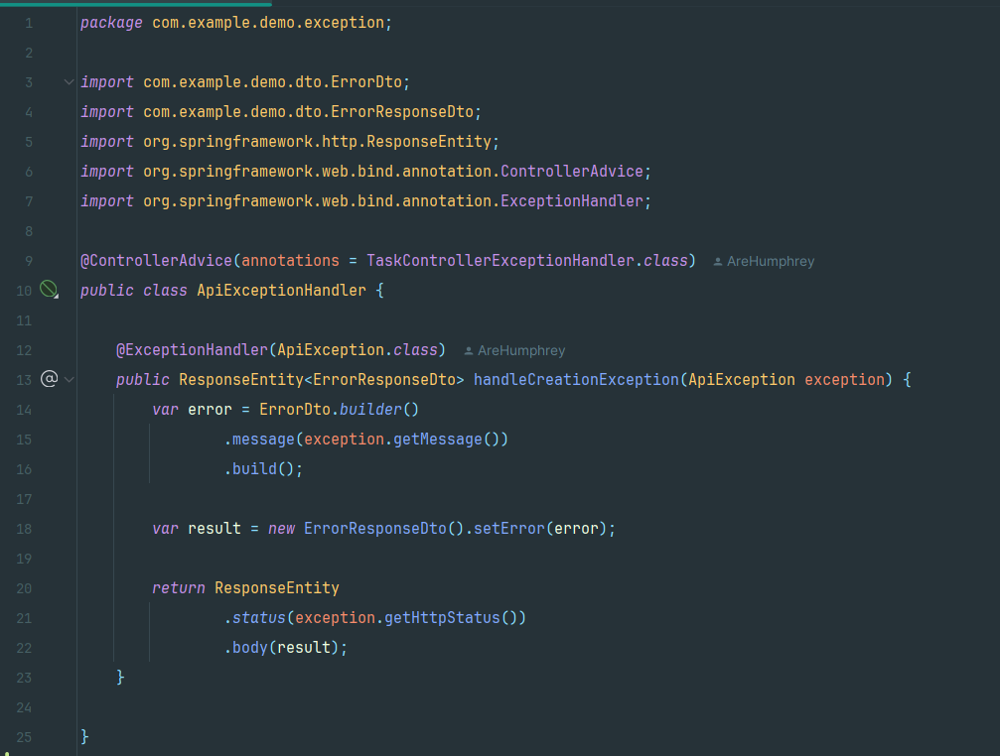 1 package com.example.demo.exception;
2
3 import com.example.demo.dto.ErrorDto;
4 import com.example.demo.dto.ErrorResponseDto;
5 import org.springframework.http.ResponseEntity;
6 import org.springframework.web.bind.annotation.ControllerAdvice;
7 import org.springframework.web.bind.annotation.ExceptionHandler;
8
9 @ControllerAdvice(annotations = TaskControllerExceptionHandler.class) AreHumphrey
10 public class ApiExceptionHandler {
11
12 @ExceptionHandler(ApiException.class) AreHumphrey
13 @ public ResponseEntity<ErrorResponseDto> handleCreationException(ApiException exception) {
14 var error = ErrorDto.builder()
15 .message(exception.getMessage())
16 .build();
17
18 var result = new ErrorResponseDto().setError(error);
19
20 return ResponseEntity
21 .status(exception.getHttpStatus())
22 .body(result);
23 }
24
25 }